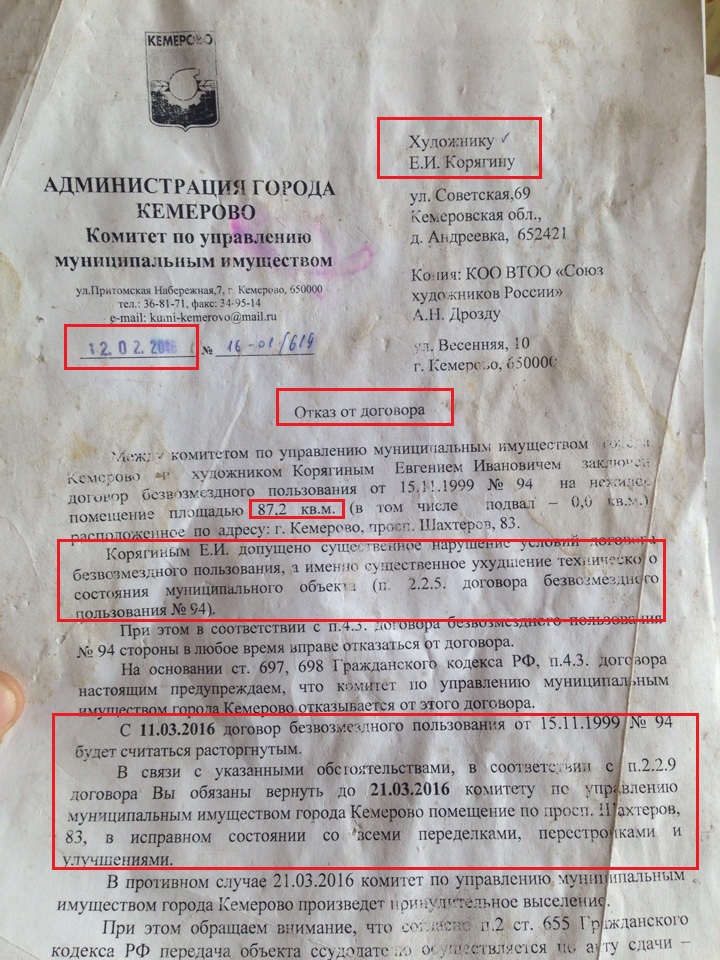 КЕМЕРОВО
Художнику
Е.И. Корягину
ул. Советская,69
Кемеровская обл.,
д. Андреевка, 652421
Копия: КОО ВТОО «Союз
художников России»
А.Н. Дрозду
ул. Весенняя, 10
г. Кемерово, 650000
АДМИНИСТРАЦИЯ ГОРОДА
КЕМЕРОВО
Комитет по управлению
муниципальным имуществом
ул.Притомская Набережная,7, г. Кемерово, 650000
тел.: 36-81-71, факс: 34-95-14
e-mail: kumi-kemerovo@mail.ru
12. 02. 2016 № 16-01/619
Отказ от договора
Между комитетом по управлению муниципальным имуществом города
Кемерово и художником Корягиным Евгением Ивановичем заключен
договор безвозмездного пользования от 15.11.1999 № 94 на нежилое
помещение площадью 87,2 кв.м. (в том числе подвал – 0,0 кв.м.)
расположенное по адресу: г. Кемерово, просп. Шахтеров, 83.
Корягиным Е.И. допущено существенное нарушение условий договора
безвозмездного пользования, а именно существенное ухудшение технического
состояния муниципального объекта (п. 2.2.5. договора безвозмездного
пользования № 94).
При этом в соответствии с п.4.3. договора безвозмездного пользования
№ 94 стороны в любое время вправе отказаться от договора.
На основании ст. 697, 698 Гражданского кодекса РФ, п.4.3. договора
настоящим предупреждаем, что комитет по управлению муниципальным
имуществом города Кемерово отказывается от этого договора.
С 11.03.2016 договор безвозмездного пользования от 15.11.1999 № 94
будет считаться расторгнутым.
В связи с указанными обстоятельствами, в соответствии с п.2.2.9
договора Вы обязаны вернуть до 21.03.2016 комитету по управлению
муниципальным имуществом города Кемерово помещение по просп. Шахтеров,
83, в исправном состоянии со всеми переделками, перестройками и
улучшениями.
В противном случае 21.03.2016 комитет по управлению муниципальным
имуществом города Кемерово произведет принудительное выселение.
При этом обращаем внимание, что согласно п.2 ст. 655 Гражданского
кодекса РФ передача объекта ссудодателю осуществляется по акту сдачи –